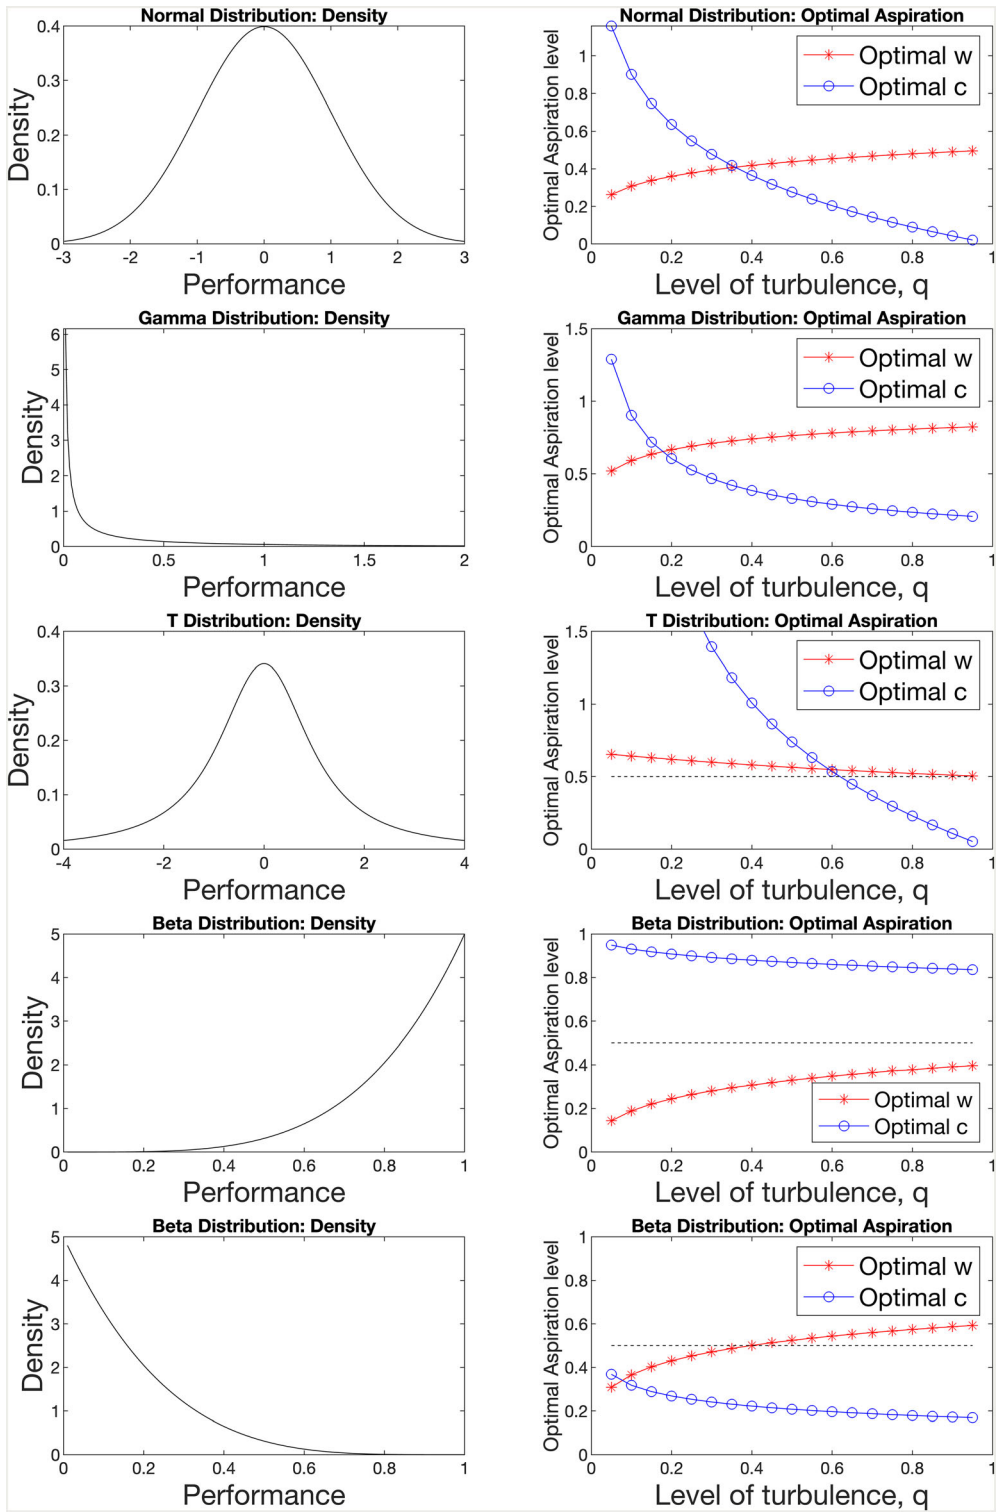 Normal Distribution: Density
0.4
0.3
0.2
0.1
0
Density
-3 -2 -1 0 1 2 3
Performance
Normal Distribution: Optimal Aspiration
1
0.8
0.6
0.4
0.2
0
Optimal Aspiration level
Optimal w
Optimal c
0 0.2 0.4 0.6 0.8 1
Level of turbulence, q
Gamma Distribution: Density
6
5
4
3
2
1
0
Density
0 0.5 1 1.5 2
Performance
Gamma Distribution: Optimal Aspiration
1.5
1
0.5
0
Optimal Aspiration level
Optimal w
Optimal c
0 0.2 0.4 0.6 0.8 1
Level of turbulence, q
T Distribution: Density
0.4
0.3
0.2
0.1
0
Density
-4 -2 0 2 4
Performance
T Distribution: Optimal Aspiration
1.5
1
0.5
0
Optimal Aspiration level
Optimal w
Optimal c
0 0.2 0.4 0.6 0.8 1
Level of turbulence, q
Beta Distribution: Density
5
4
3
2
1
0
Density
0 0.2 0.4 0.6 0.8 1
Performance
Beta Distribution: Optimal Aspiration
1
0.8
0.6
0.4
0.2
0
Optimal Aspiration level
Optimal w
Optimal c
0 0.2 0.4 0.6 0.8 1
Level of turbulence, q
Beta Distribution: Density
5
4
3
2
1
0
Density
0 0.2 0.4 0.6 0.8 1
Performance
Beta Distribution: Optimal Aspiration
1
0.8
0.6
0.4
0.2
0
Optimal Aspiration level
Optimal w
Optimal c
0 0.2 0.4 0.6 0.8 1
Level of turbulence, q